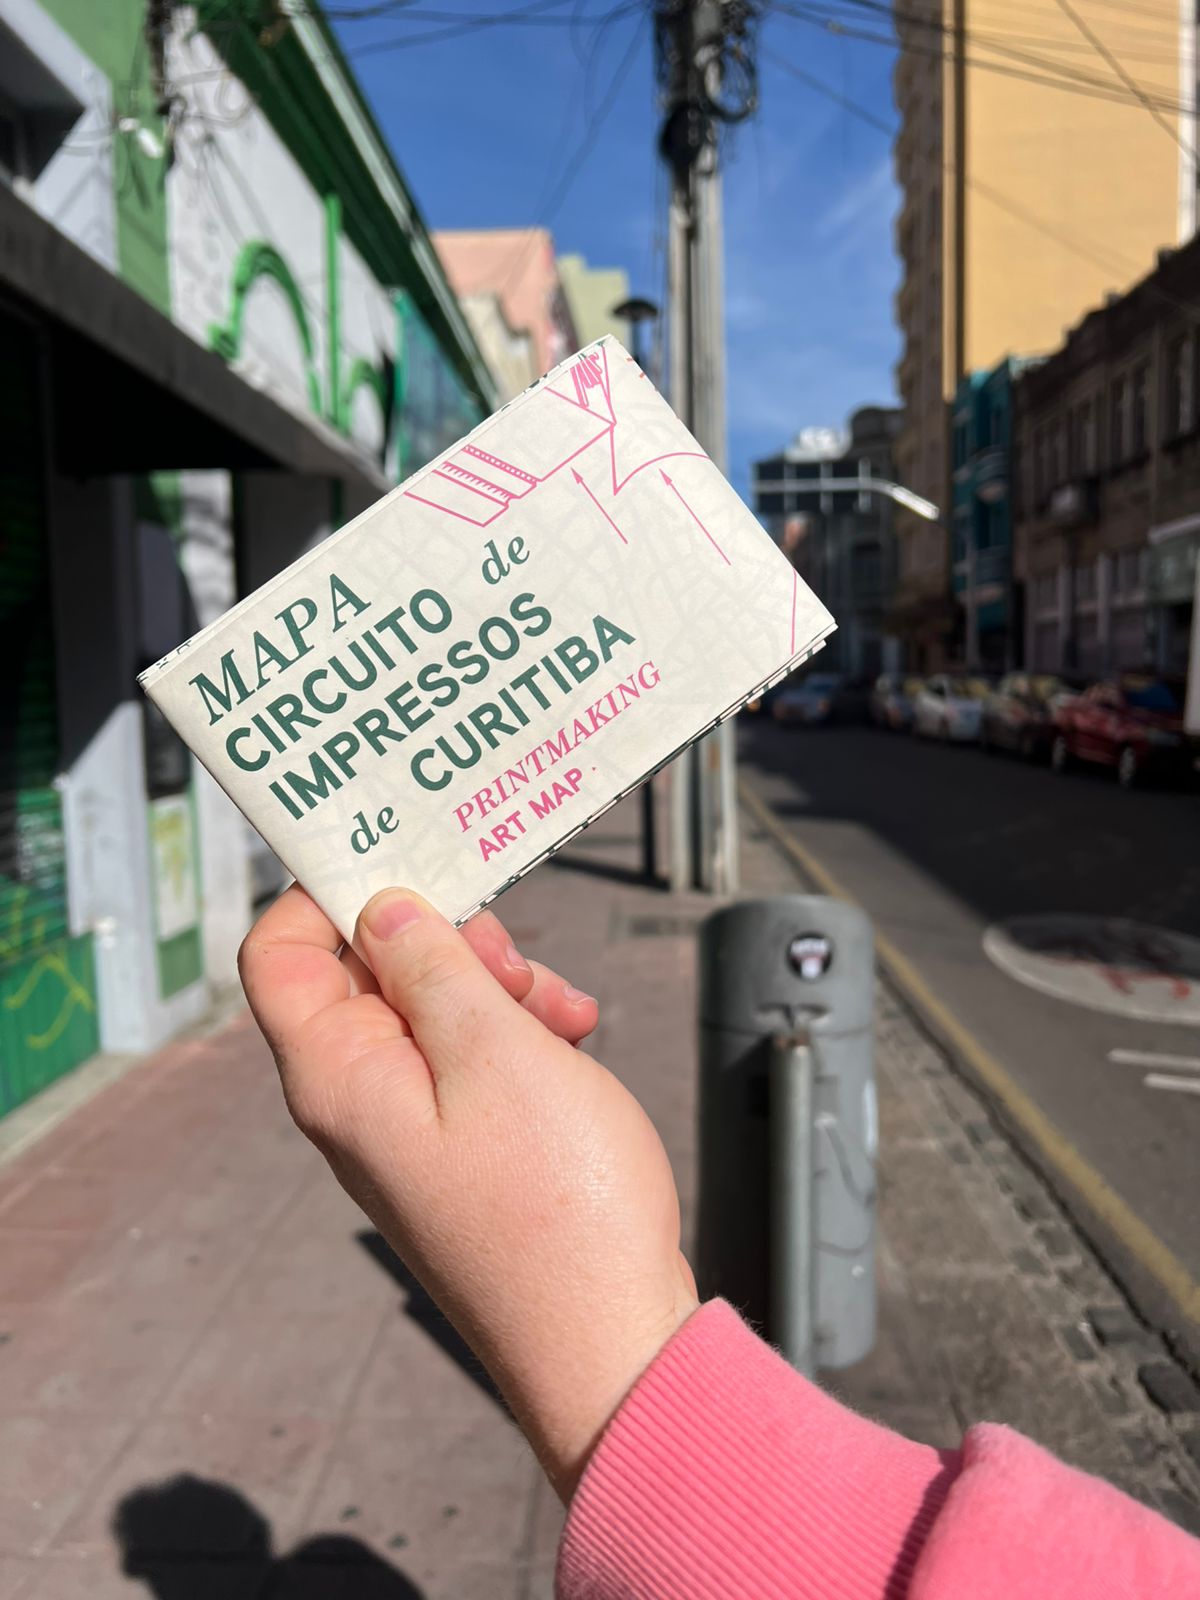 MAPA de
CIRCUITO
IMPRESSOS
de CURITIBA
PRINTMAKING
ART MAP